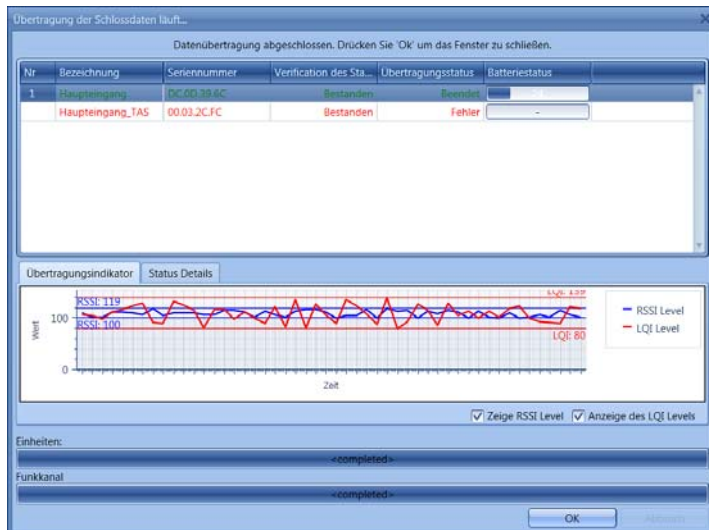 Übertragung der Schlossdaten läuft...
Datenübertragung abgeschlossen. Drücken Sie 'Ok' um das Fenster zu schließen.
Nr Bezeichnung Seriennummer Verification des Sta... Übertragungsstatus Batteriestatus
1 Haupteingang DC.0D.39.6C Bestanden Beendet
Haupteingang_TAS 00.03.2C.FC Bestanden Fehler -
Übertragungsindikator Status Details
RSSI: 119 LQI: 139
100
RSSI: 100 LQI: 80
0
Wert
Zeit
RSSI Level
LQI Level
Zeige RSSI Level Anzeige des LQI Levels
Einheiten:
<completed>
Funkkanal
<completed>
OK Abbruch